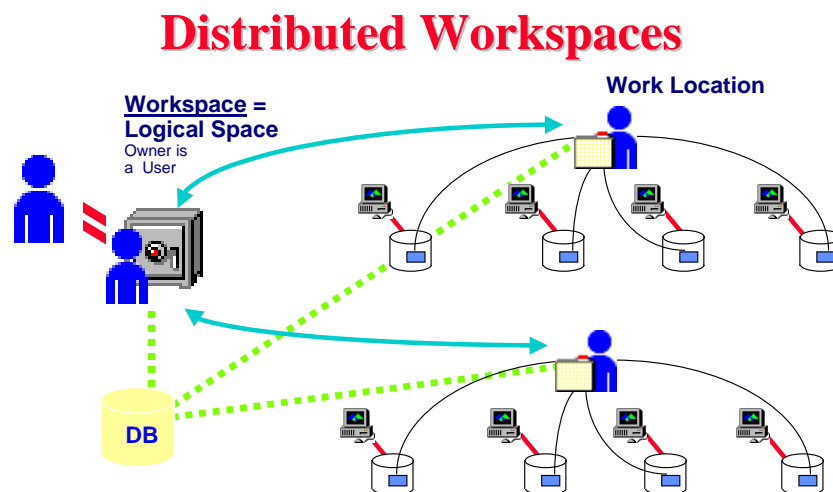 Distributed Workspaces
Work Location
Workspace =
Logical Space
Owner is
a User
DB